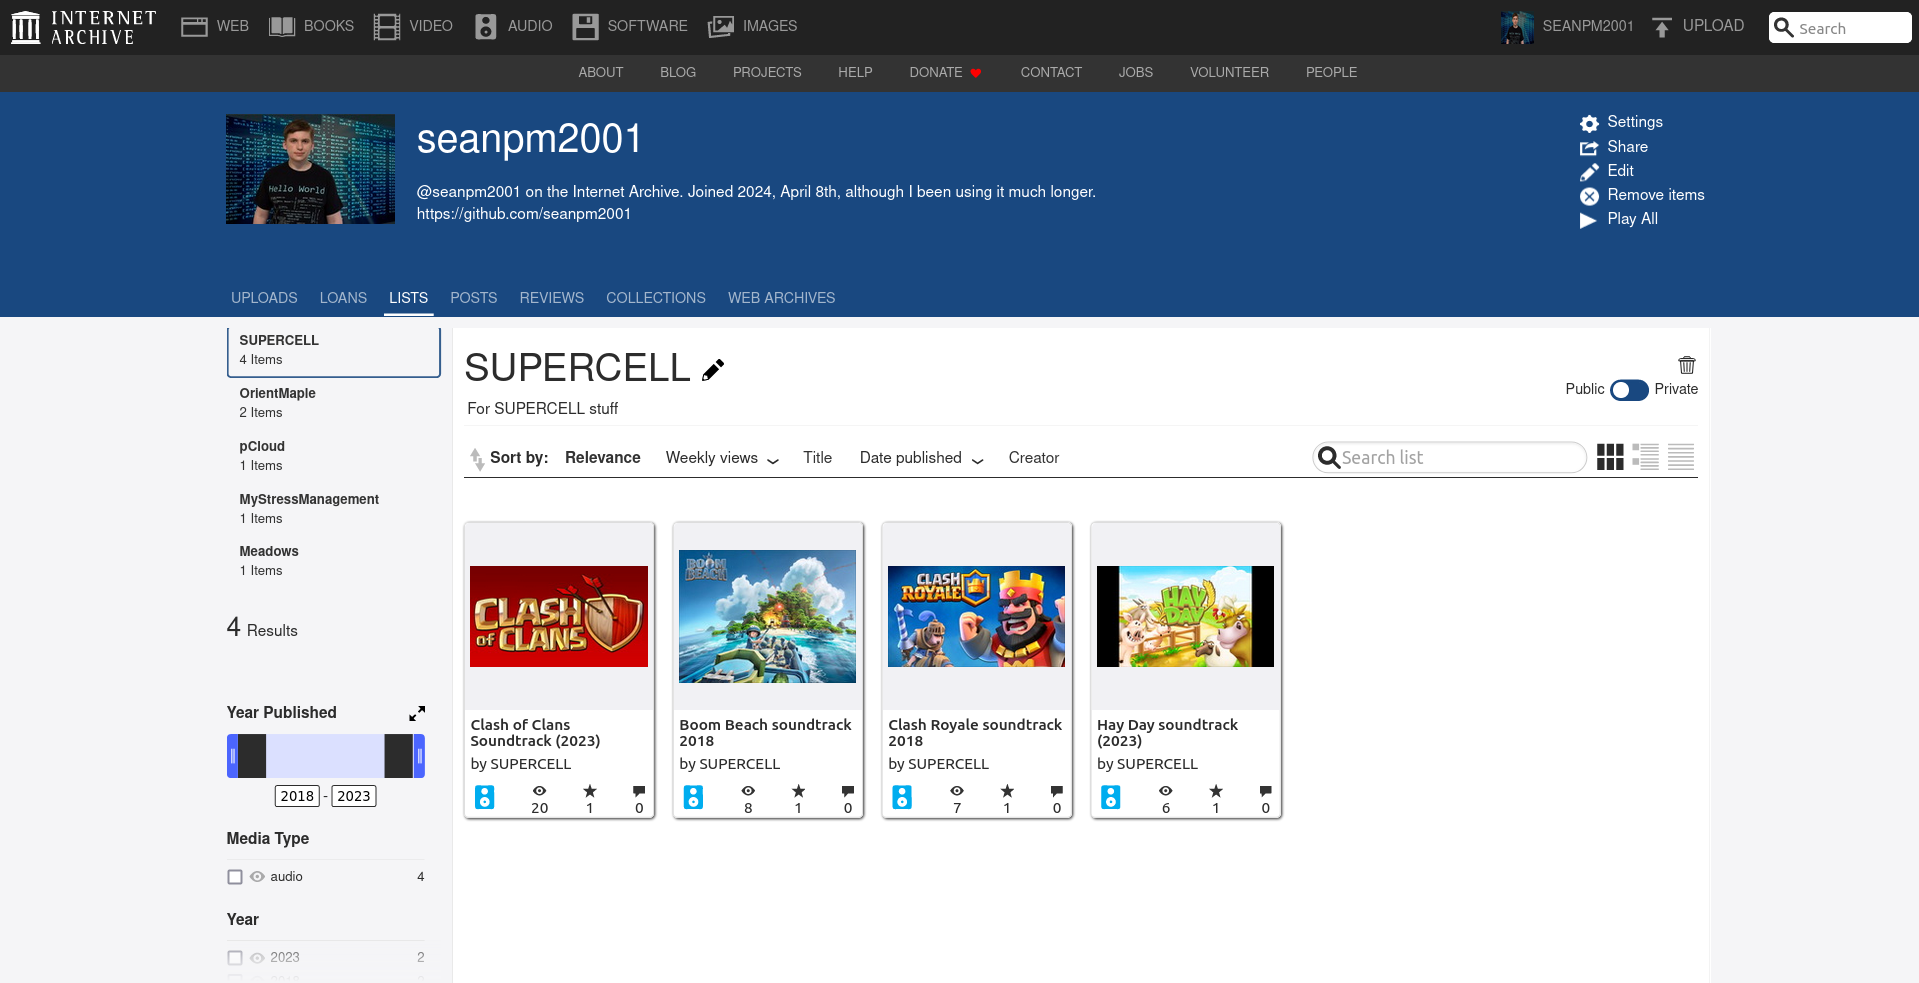 INTERNET ARCHIVE
WEB BOOKS VIDEO AUDIO SOFTWARE IMAGES
SEANPM2001 UPLOAD Search
ABOUT BLOG PROJECTS HELP DONATE CONTACT JOBS VOLUNTEER PEOPLE
Hello World
seanpm2001
@seanpm2001 on the Internet Archive. Joined 2024, April 8th, although I been using it much longer.
https://github.com/seanpm2001
Settings
Share
Edit
Remove items
Play All
UPLOADS LOANS LISTS POSTS REVIEWS COLLECTIONS WEB ARCHIVES
SUPERCELL
4 Items
OrientMaple
2 Items
pCloud
1 Items
MyStressManagement
1 Items
Meadows
1 Items
4 Results
Year Published
2018 - 2023
Media Type
audio 4
Year
2023 2
SUPERCELL
For SUPERCELL stuff
Public Private
Sort by: Relevance Weekly views Title Date published Creator
Search list
CLASH
of CLANS
Clash of Clans
Soundtrack (2023)
by SUPERCELL
20 1 0
BOOM
BEACH
Boom Beach soundtrack
2018
by SUPERCELL
8 1 0
CLASH
ROYALE
Clash Royale soundtrack
2018
by SUPERCELL
7 1 0
HAY
DAY
Hay Day soundtrack
(2023)
by SUPERCELL
6 1 0